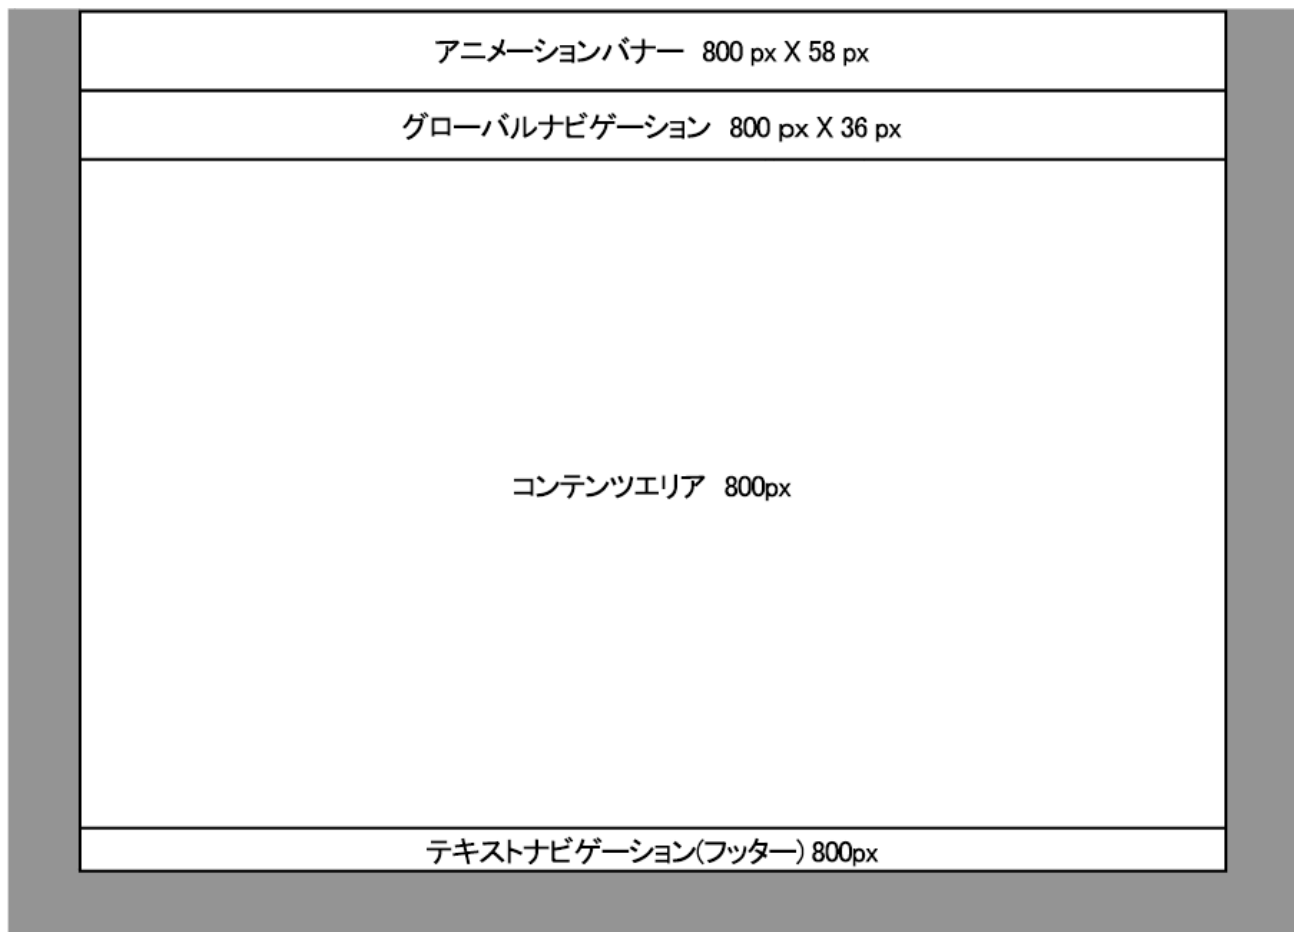 アニメーションバナー 800 px X 58 px
グローバルナビゲーション 800 px X 36 px
コンテンツエリア 800px
テキストナビゲーション(フッター) 800px